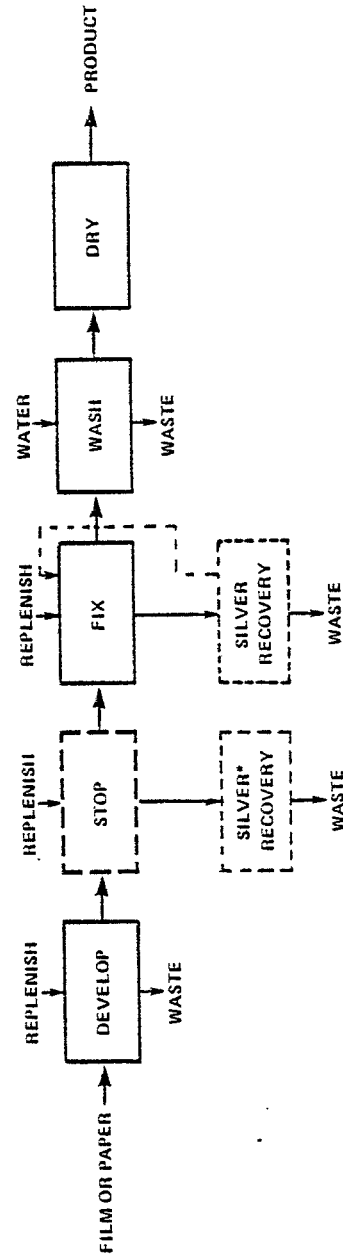 FILM OR PAPER
REPLENISH
DEVELOP
WASTE
REPLENISH
STOP
SILVER*
RECOVERY
WASTE
REPLENISH
FIX
SILVER
RECOVERY
WASTE
WATER
WASH
WASTE
DRY
PRODUCT